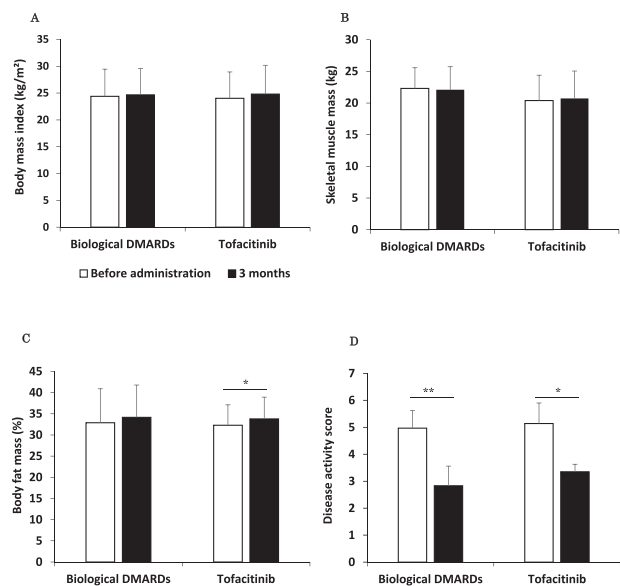 A
Body mass index (kg/m²)
35
30
25
20
15
10
5
0
Biological DMARDs Tofacitinib
Before administration 3 months
B
Skeletal muscle mass (kg)
30
25
20
15
10
5
0
Biological DMARDs Tofacitinib
C
Body fat mass (%)
45
40
35
30
25
20
15
10
5
0
*
Biological DMARDs Tofacitinib
D
Disease activity score
7
6
5
4
3
2
1
0
** *
Biological DMARDs Tofacitinib